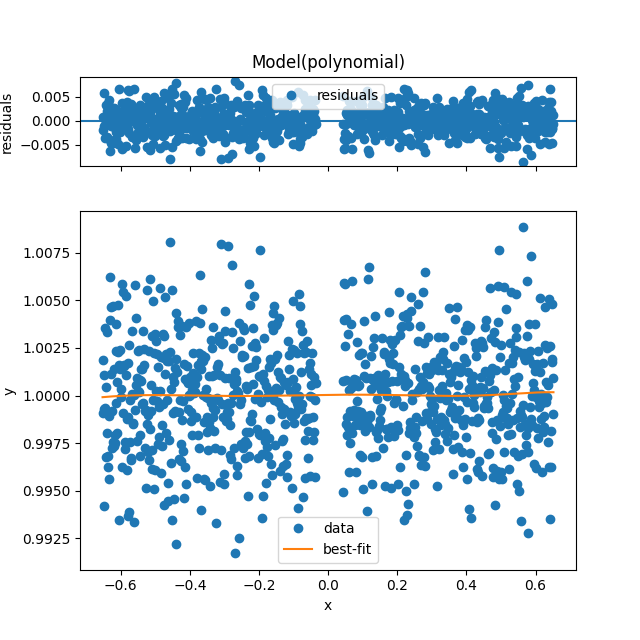 Model(polynomial)
0.005
0.000
−0.005
residuals
residuals
1.0075
1.0050
1.0025
1.0000
0.9975
0.9950
0.9925
y
data
best-fit
−0.6 −0.4 −0.2 0.0 0.2 0.4 0.6
x